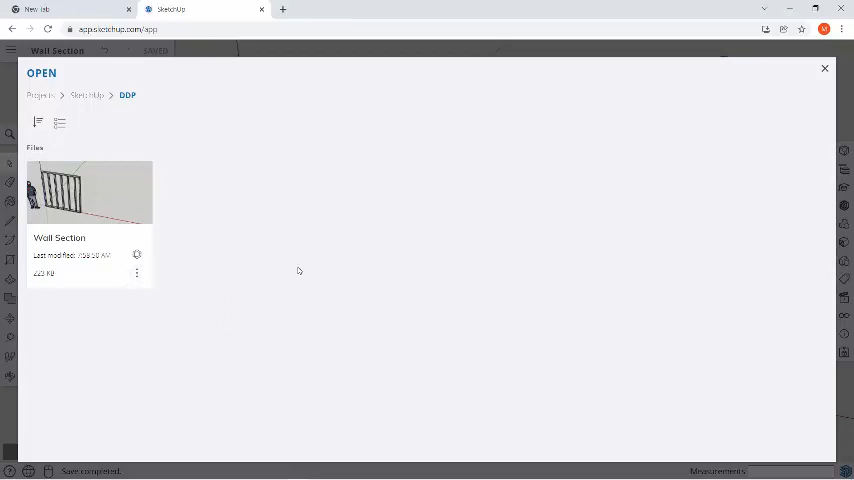 New Tab
SketchUp
app.sketchup.com/app
M
Wall Section
SAVED
OPEN
Projects
SketchUp
DDP
Files
Wall Section
Last modified: 7:58:50 AM
223 KB
Save completed.
Measurements